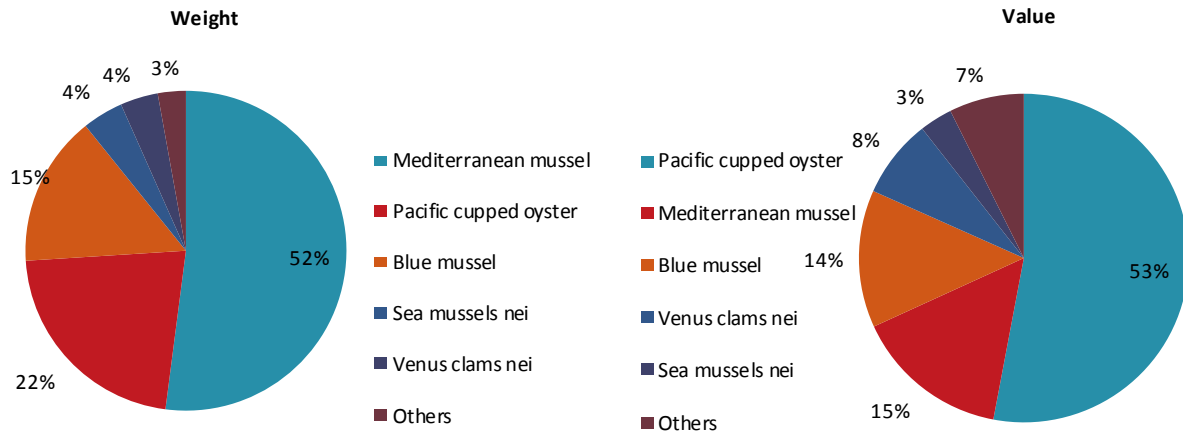 Weight
3%
4%
4%
15%
52%
22%
Mediterranean mussel
Pacific cupped oyster
Blue mussel
Sea mussels nei
Venus clams nei
Others
Value
7%
3%
8%
14%
53%
15%
Pacific cupped oyster
Mediterranean mussel
Blue mussel
Venus clams nei
Sea mussels nei
Others